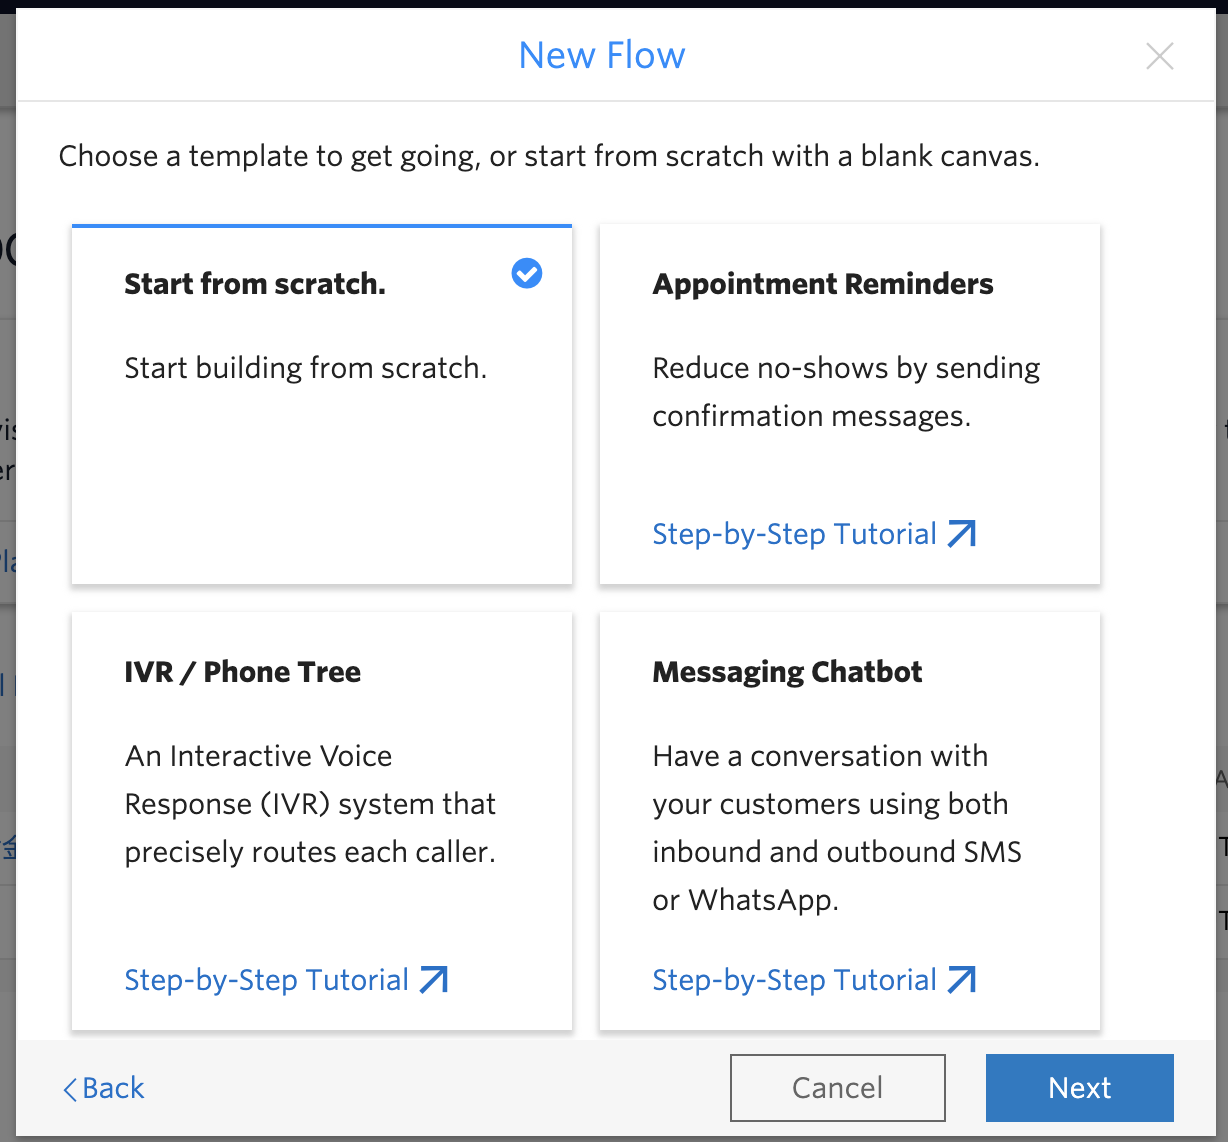 New Flow
Choose a template to get going, or start from scratch with a blank canvas.
Start from scratch.
Start building from scratch.
Appointment Reminders
Reduce no-shows by sending
confirmation messages.
Step-by-Step Tutorial
IVR / Phone Tree
An Interactive Voice
Response (IVR) system that
precisely routes each caller.
Step-by-Step Tutorial
Messaging Chatbot
Have a conversation with
your customers using both
inbound and outbound SMS
or WhatsApp.
Step-by-Step Tutorial
Back
Cancel
Next